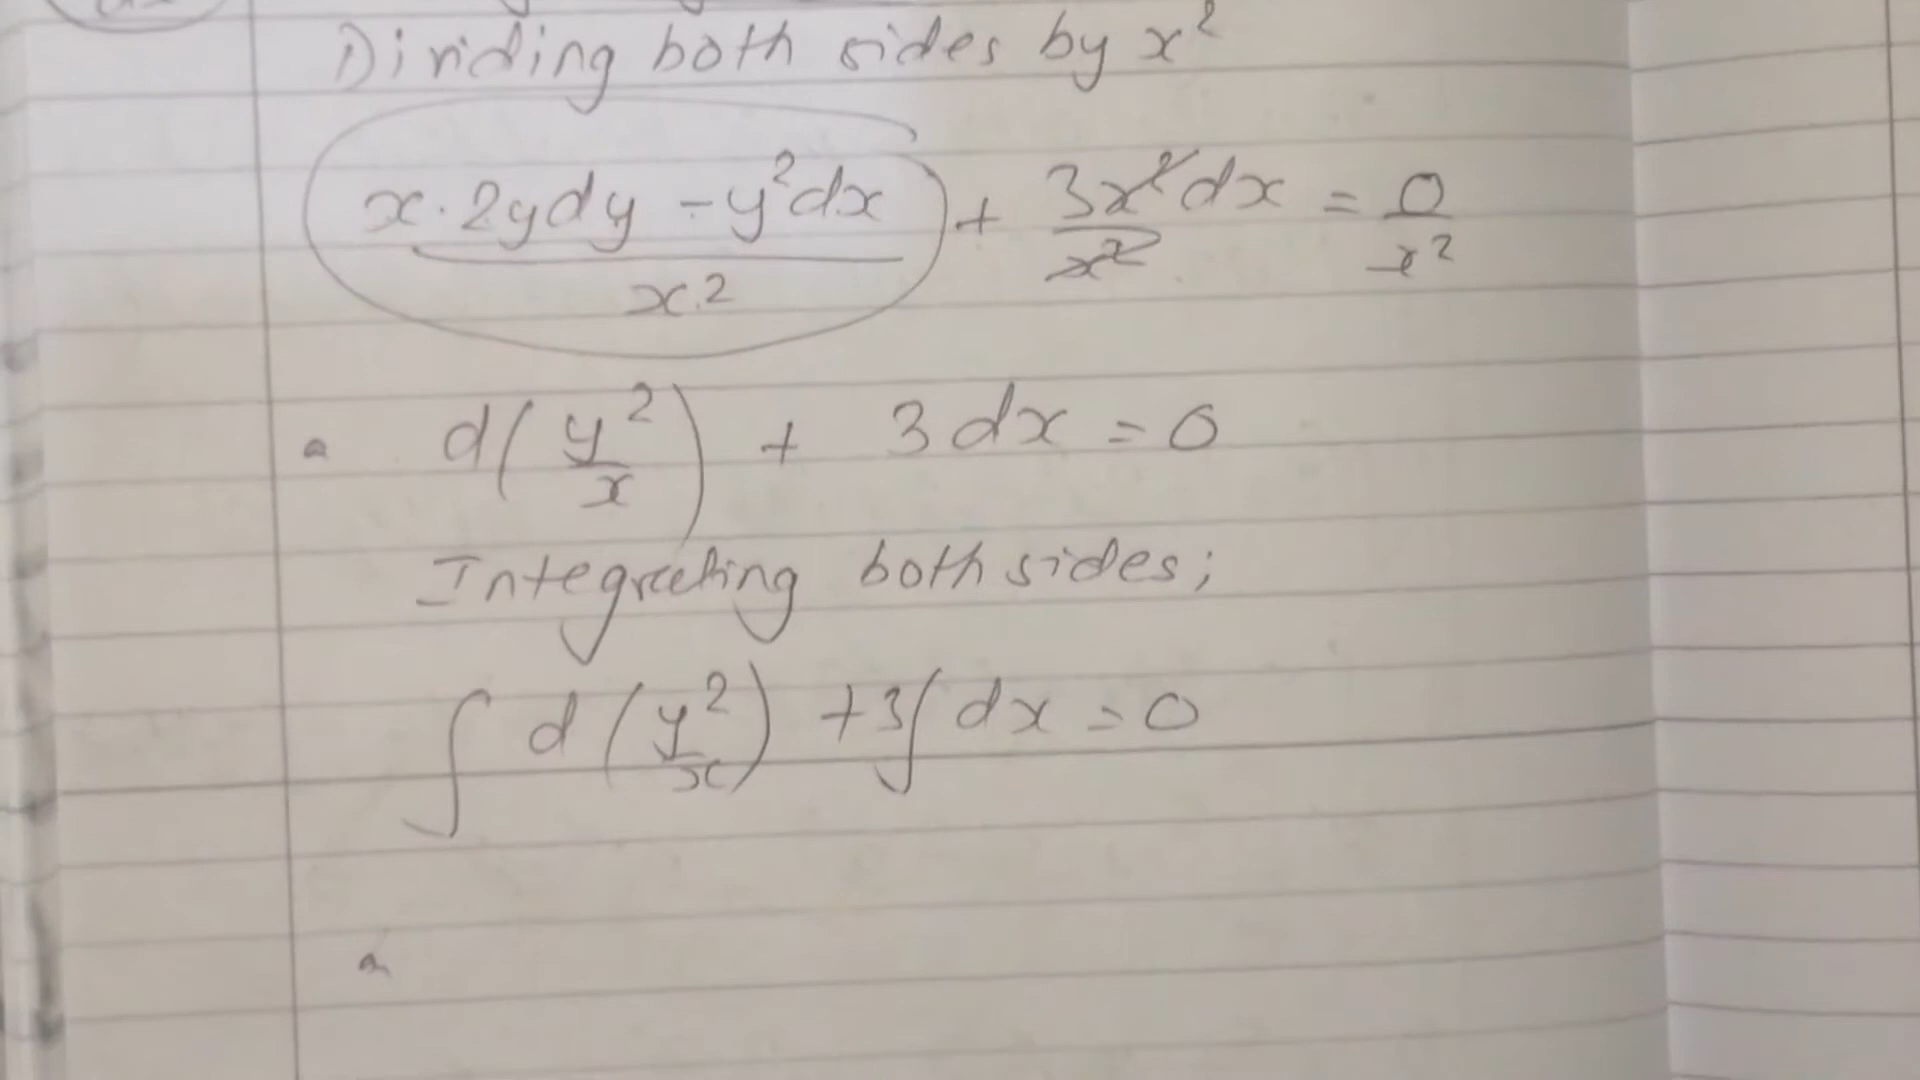 Dividing both sides by x²
(x·2ydy - y²dx)/x² + 3x²dx/x² = 0/x²
d(y²/x) + 3dx = 0
Integrating both sides;
∫ d(y²/x) + 3∫ dx = 0